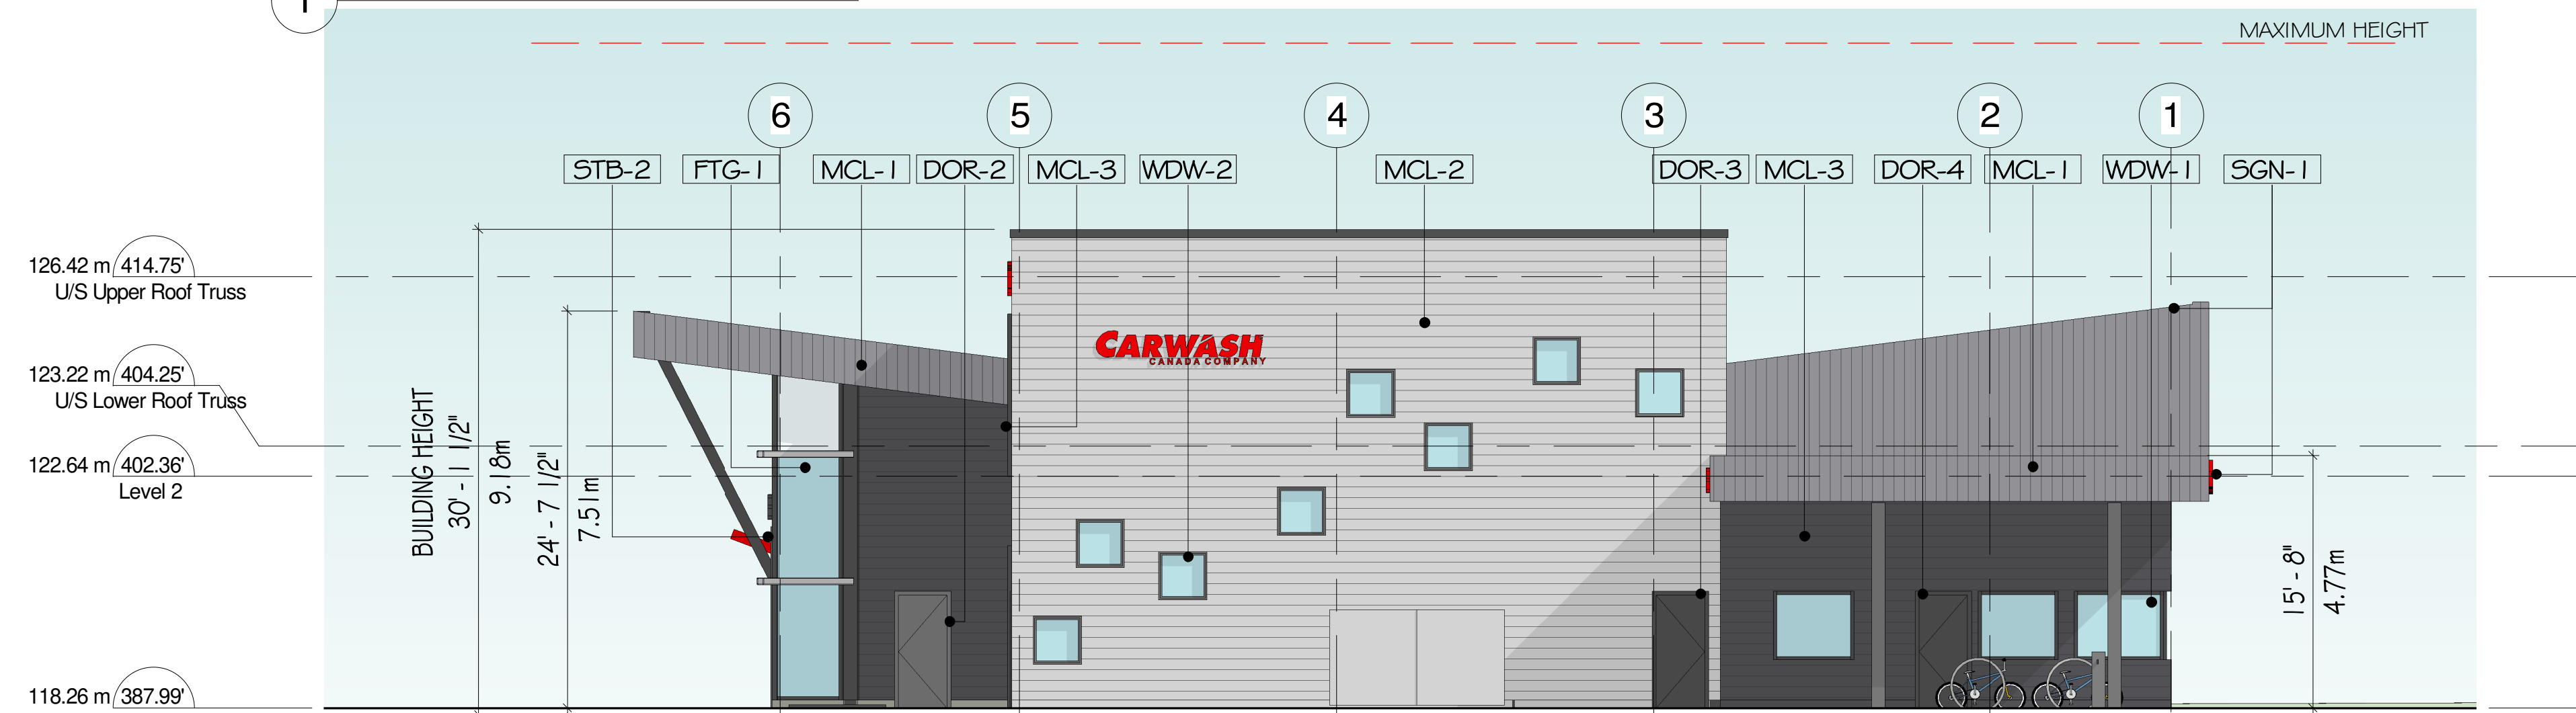 1
MAXIMUM HEIGHT
6
5
4
3
2
1
STB-2
FTG-1
MCL-1
DOR-2
MCL-3
WDW-2
MCL-2
DOR-3
MCL-3
DOR-4
MCL-1
WDW-1
SGN-1
126.42 m 414.75'
U/S Upper Roof Truss
123.22 m 404.25'
U/S Lower Roof Truss
122.64 m 402.36'
Level 2
118.26 m 387.99'
BUILDING HEIGHT
30' - 11 1/2"
9.18m
24' - 7 1/2"
7.51m
CARWASH
CANADA COMPANY
15' - 8"
4.77m